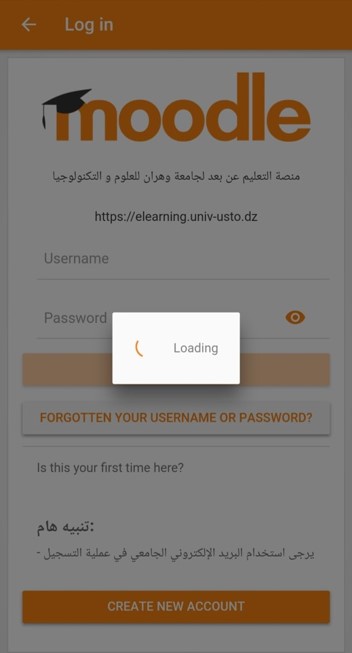 Log in
moodle
منصة التعليم عن بعد لجامعة وهران للعلوم و التكنولوجيا
https://elearning.univ-usto.dz
Username
Password
Loading
FORGOTTEN YOUR USERNAME OR PASSWORD?
Is this your first time here?
تنبيه هام:
يرجى استخدام البريد الإلكتروني الجامعي في عملية التسجيل -
CREATE NEW ACCOUNT